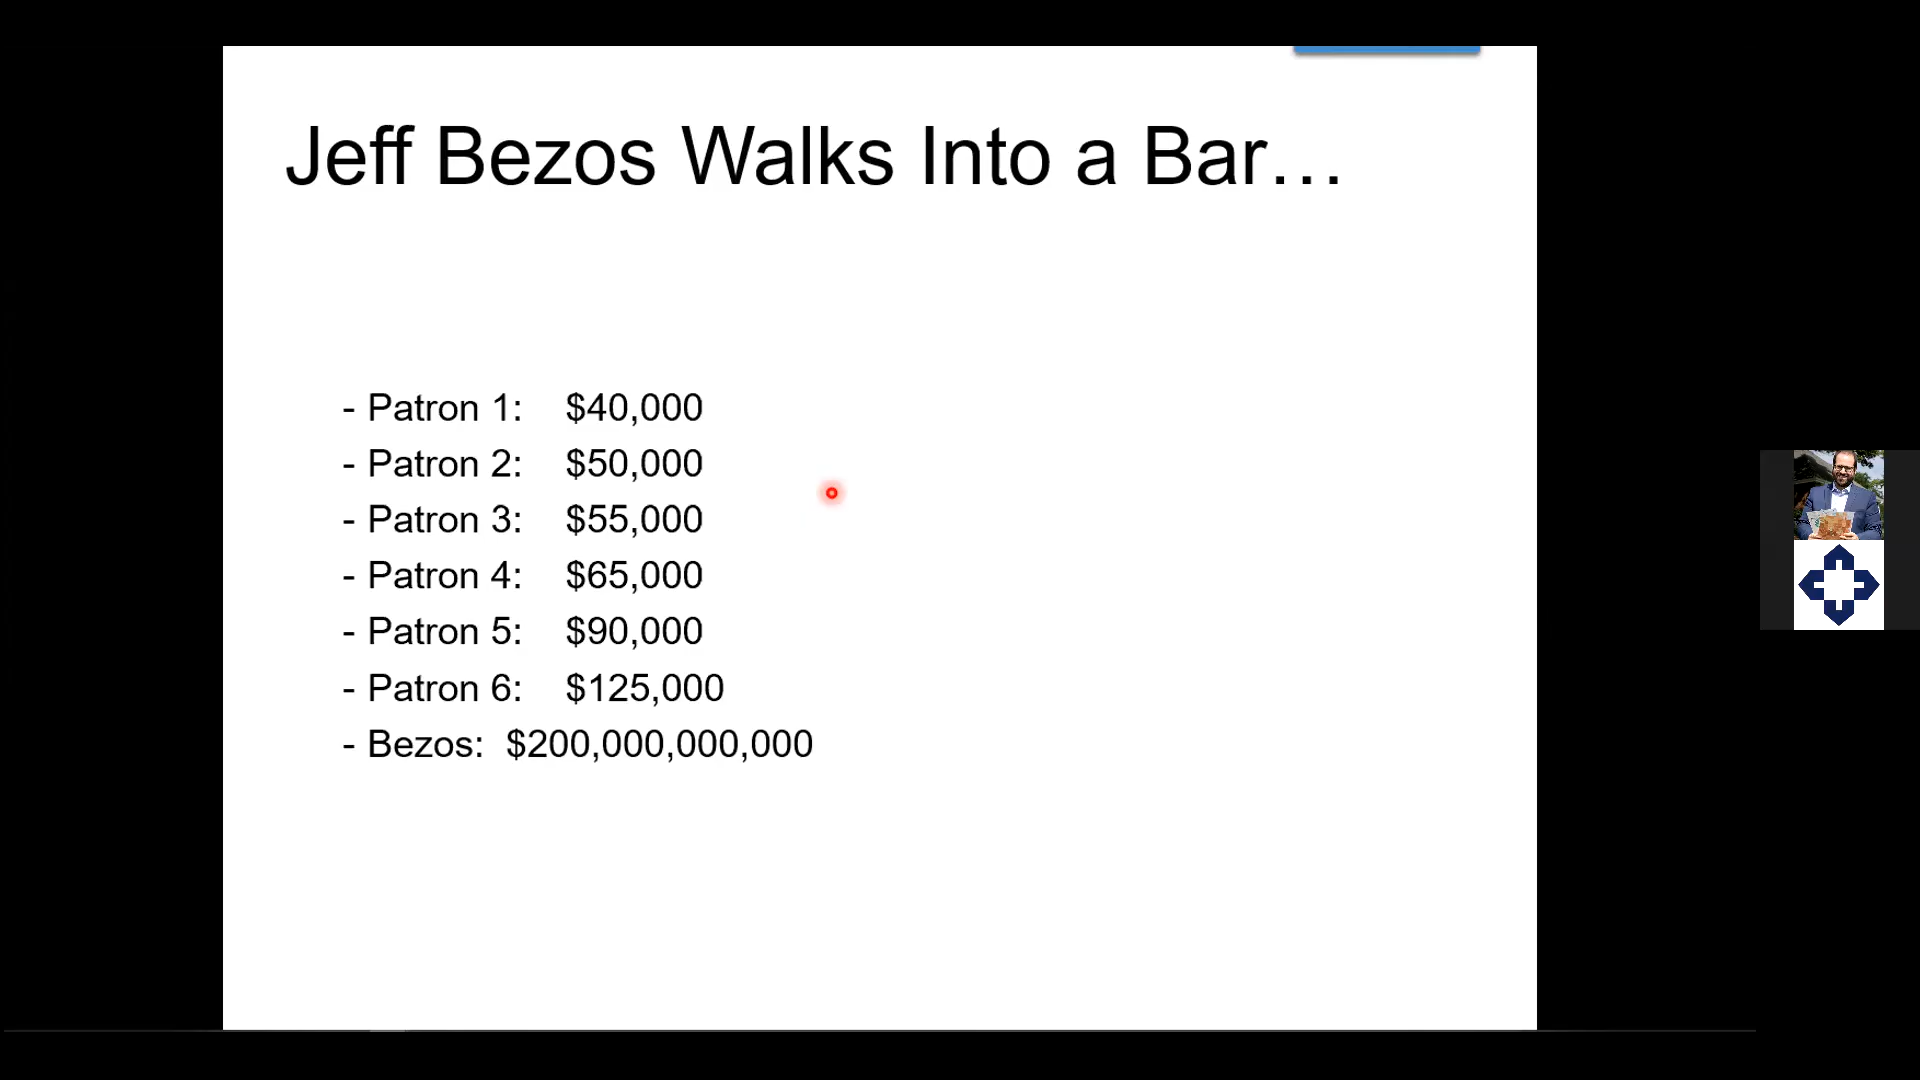 Jeff Bezos Walks Into a Bar…
- Patron 1: $40,000
- Patron 2: $50,000
- Patron 3: $55,000
- Patron 4: $65,000
- Patron 5: $90,000
- Patron 6: $125,000
- Bezos: $200,000,000,000